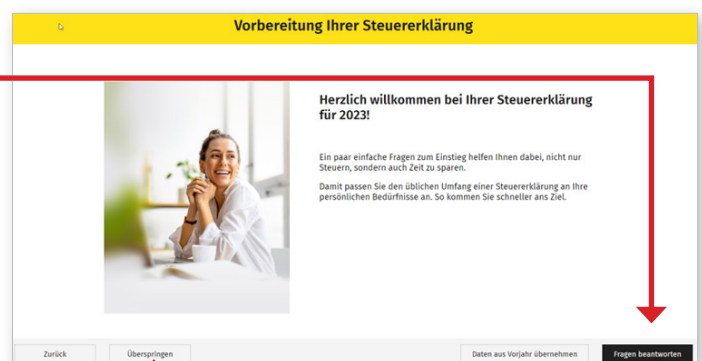 Vorbereitung Ihrer Steuererklärung
Herzlich willkommen bei Ihrer Steuererklärung
für 2023!
Ein paar einfache Fragen zum Einstieg helfen Ihnen dabei, nicht nur
Steuern, sondern auch Zeit zu sparen.
Damit passen Sie den üblichen Umfang einer Steuererklärung an Ihre
persönlichen Bedürfnisse an. So kommen Sie schneller ans Ziel.
Zurück
Überspringen
Daten aus Vorjahr übernehmen
Fragen beantworten